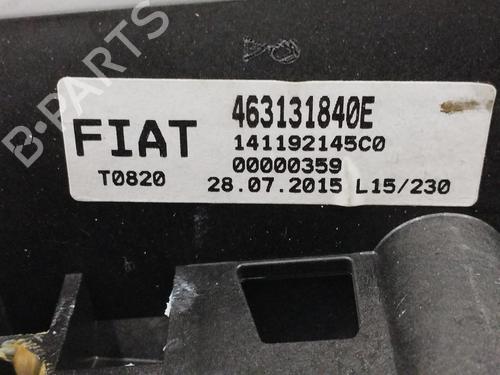 463131840E
FIAT
141192145C0
00000359
T0820
28.07.2015 L15/230
B-PARTS